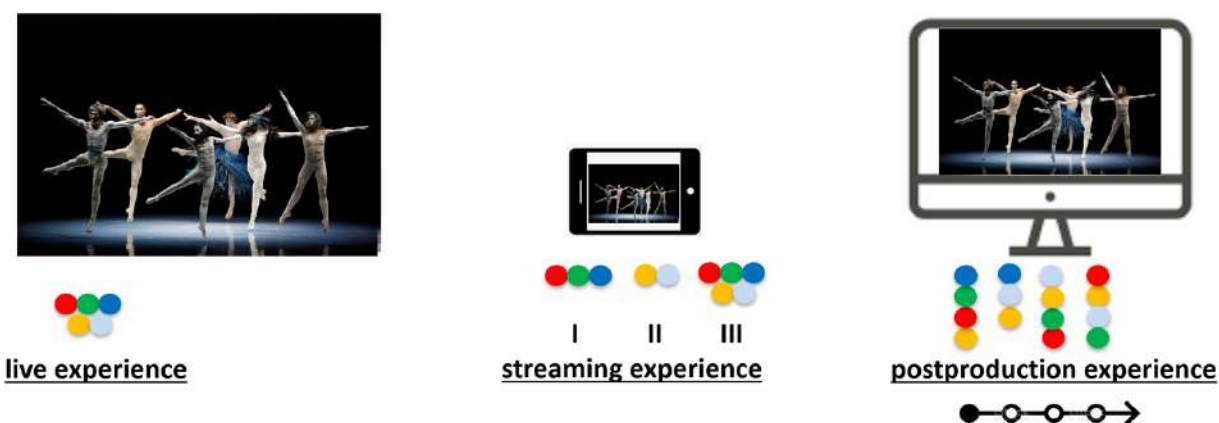 I II III
live experience
streaming experience
postproduction experience